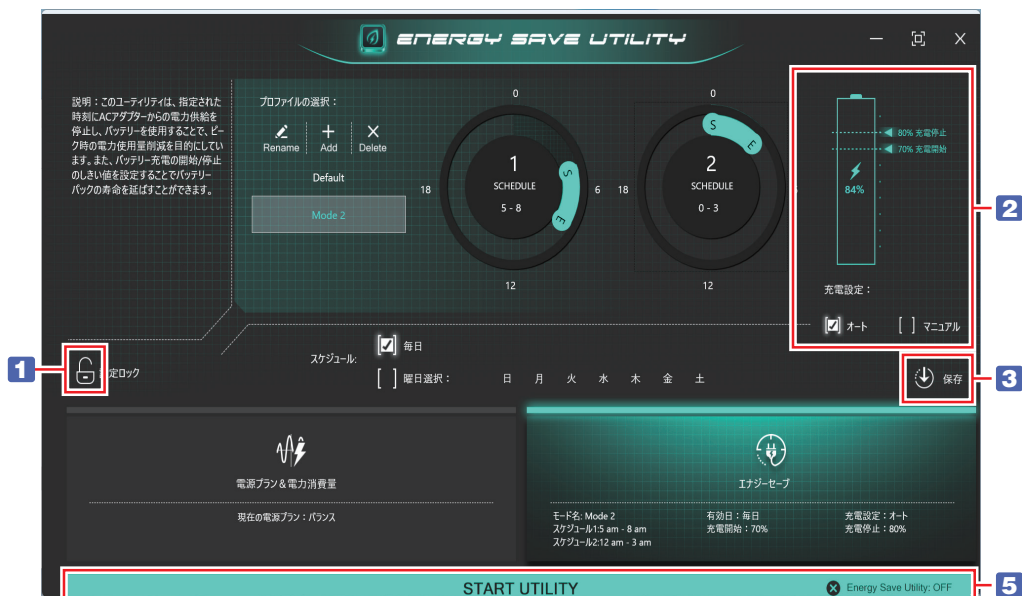 ENERGY SAVE UTILITY
説明：このユーティリティは、指定された
時刻にACアダプターからの電力供給を
停止し、バッテリーを使用することで、ピー
ク時の電力使用量削減を目的にしてい
ます。また、バッテリー充電の開始/停止
のしきい値を設定することでバッテリー
パックの寿命を延ばすことができます。
プロファイルの選択：
Rename
Add
Delete
Default
Mode 2
0
18
6
12
1
SCHEDULE
5 - 8
S
E
0
18
12
2
SCHEDULE
0 - 3
S
E
80% 充電停止
70% 充電開始
84%
充電設定：
オート
マニュアル
2
1
定ロック
スケジュール:
毎日
曜日選択：
日 月 火 水 木 金 土
保存
3
電源プラン＆電力消費量
現在の電源プラン：バランス
エナジーセーブ
モード名: Mode 2
スケジュール1:5 am - 8 am
スケジュール2:12 am - 3 am
有効日：毎日
充電開始：70%
充電設定：オート
充電停止：80%
START UTILITY
Energy Save Utility: OFF
5